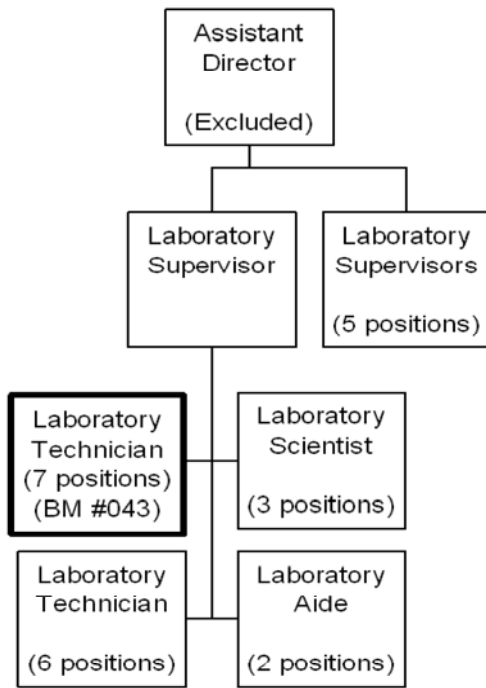 Assistant
Director
(Excluded)
Laboratory
Supervisor
Laboratory
Supervisors
(5 positions)
Laboratory
Technician
(7 positions)
(BM #043)
Laboratory
Scientist
(3 positions)
Laboratory
Technician
(6 positions)
Laboratory
Aide
(2 positions)